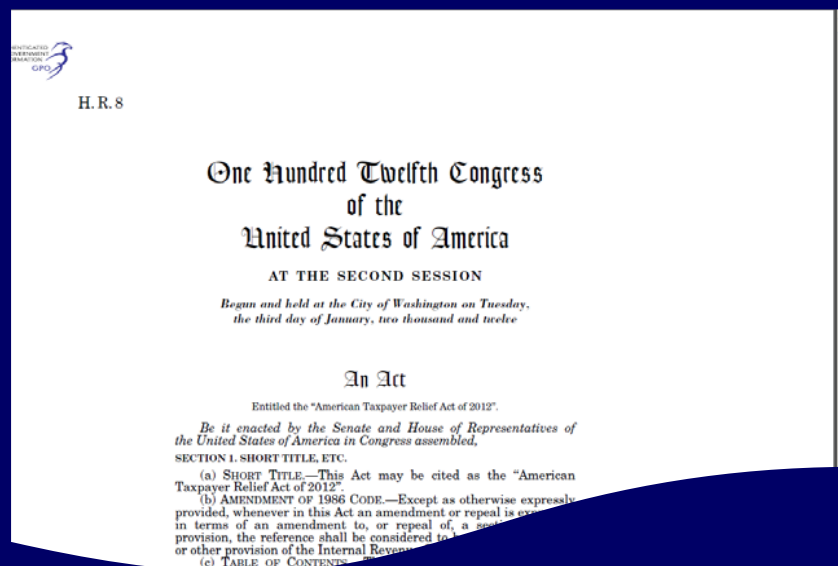 AUTHENTICATED
GOVERNMENT
INFORMATION
GPO
H. R. 8
One Hundred Twelfth Congress
of the
United States of America
AT THE SECOND SESSION
Begun and held at the City of Washington on Tuesday,
the third day of January, two thousand and twelve
An Act
Entitled the “American Taxpayer Relief Act of 2012”.
Be it enacted by the Senate and House of Representatives of
the United States of America in Congress assembled,
SECTION 1. SHORT TITLE, ETC.
(a) SHORT TITLE.—This Act may be cited as the “American
Taxpayer Relief Act of 2012”.
(b) AMENDMENT OF 1986 CODE.—Except as otherwise expressly
provided, whenever in this Act an amendment or repeal is
in terms of an amendment to, or repeal of, a
provision, the reference shall be considered to
or other provision of the Internal
(c) TABLE OF CONTENTS.—